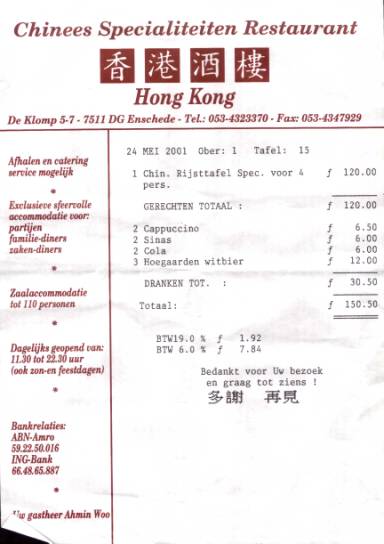 Chinees Specialiteiten Restaurant
香港酒樓
Hong Kong
De Klomp 5-7 - 7511 DG Enschede - Tel.: 053-4323370 - Fax: 053-4347929
Afhalen en catering
service mogelijk
*
Exclusieve sfeervolle
accommodatie voor:
partijen
familie-diners
zaken-diners
*
Zaalaccommodatie
tot 110 personen
*
Dagelijks geopend van:
11.30 tot 22.30 uur
(ook zon-en feestdagen)
*
Bankrelaties:
ABN-Amro
59.22.50.016
ING-Bank
66.48.65.887
*
Uw gastheer Ahmin Woo
24 MEI 2001 Ober: 1 Tafel: 15
1 Chin. Rijsttafel Spec. voor 4 ƒ 120.00
pers.
GERECHTEN TOTAAL : ƒ 120.00
2 Cappuccino ƒ 6.50
2 Sinas ƒ 6.00
2 Cola ƒ 6.00
3 Hoegaarden witbier ƒ 12.00
DRANKEN TOT. : ƒ 30.50
Totaal: ƒ 150.50
BTW19.0 % ƒ 1.92
BTW 6.0 % ƒ 7.84
Bedankt voor Uw bezoek
en graag tot ziens !
多謝 再見